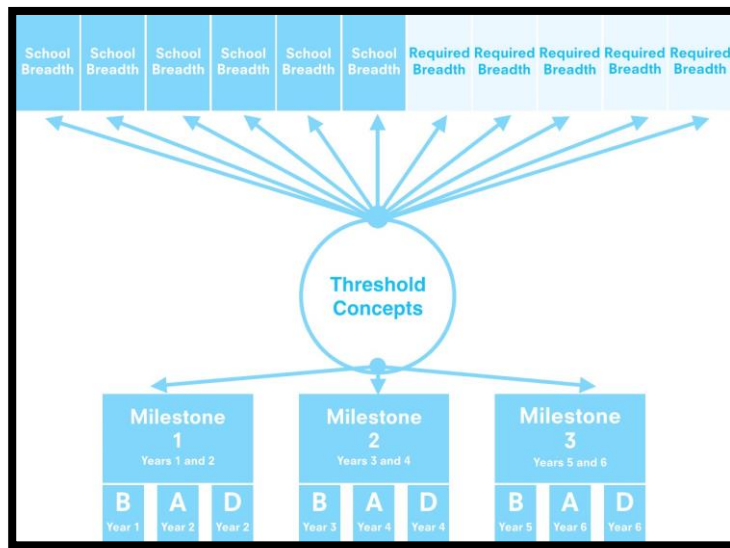 School Breadth
School Breadth
School Breadth
School Breadth
School Breadth
School Breadth
Required Breadth
Required Breadth
Required Breadth
Required Breadth
Required Breadth
Threshold
Concepts
Milestone
1
Years 1 and 2
Milestone
2
Years 3 and 4
Milestone
3
Years 5 and 6
B
Year 1
A
Year 2
D
Year 2
B
Year 3
A
Year 4
D
Year 4
B
Year 5
A
Year 6
D
Year 6